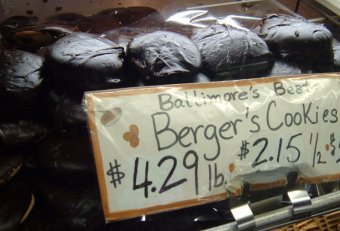 Baltimore's Best
Berger's Cookies
$4.29 lb. $2.15 1/2 $